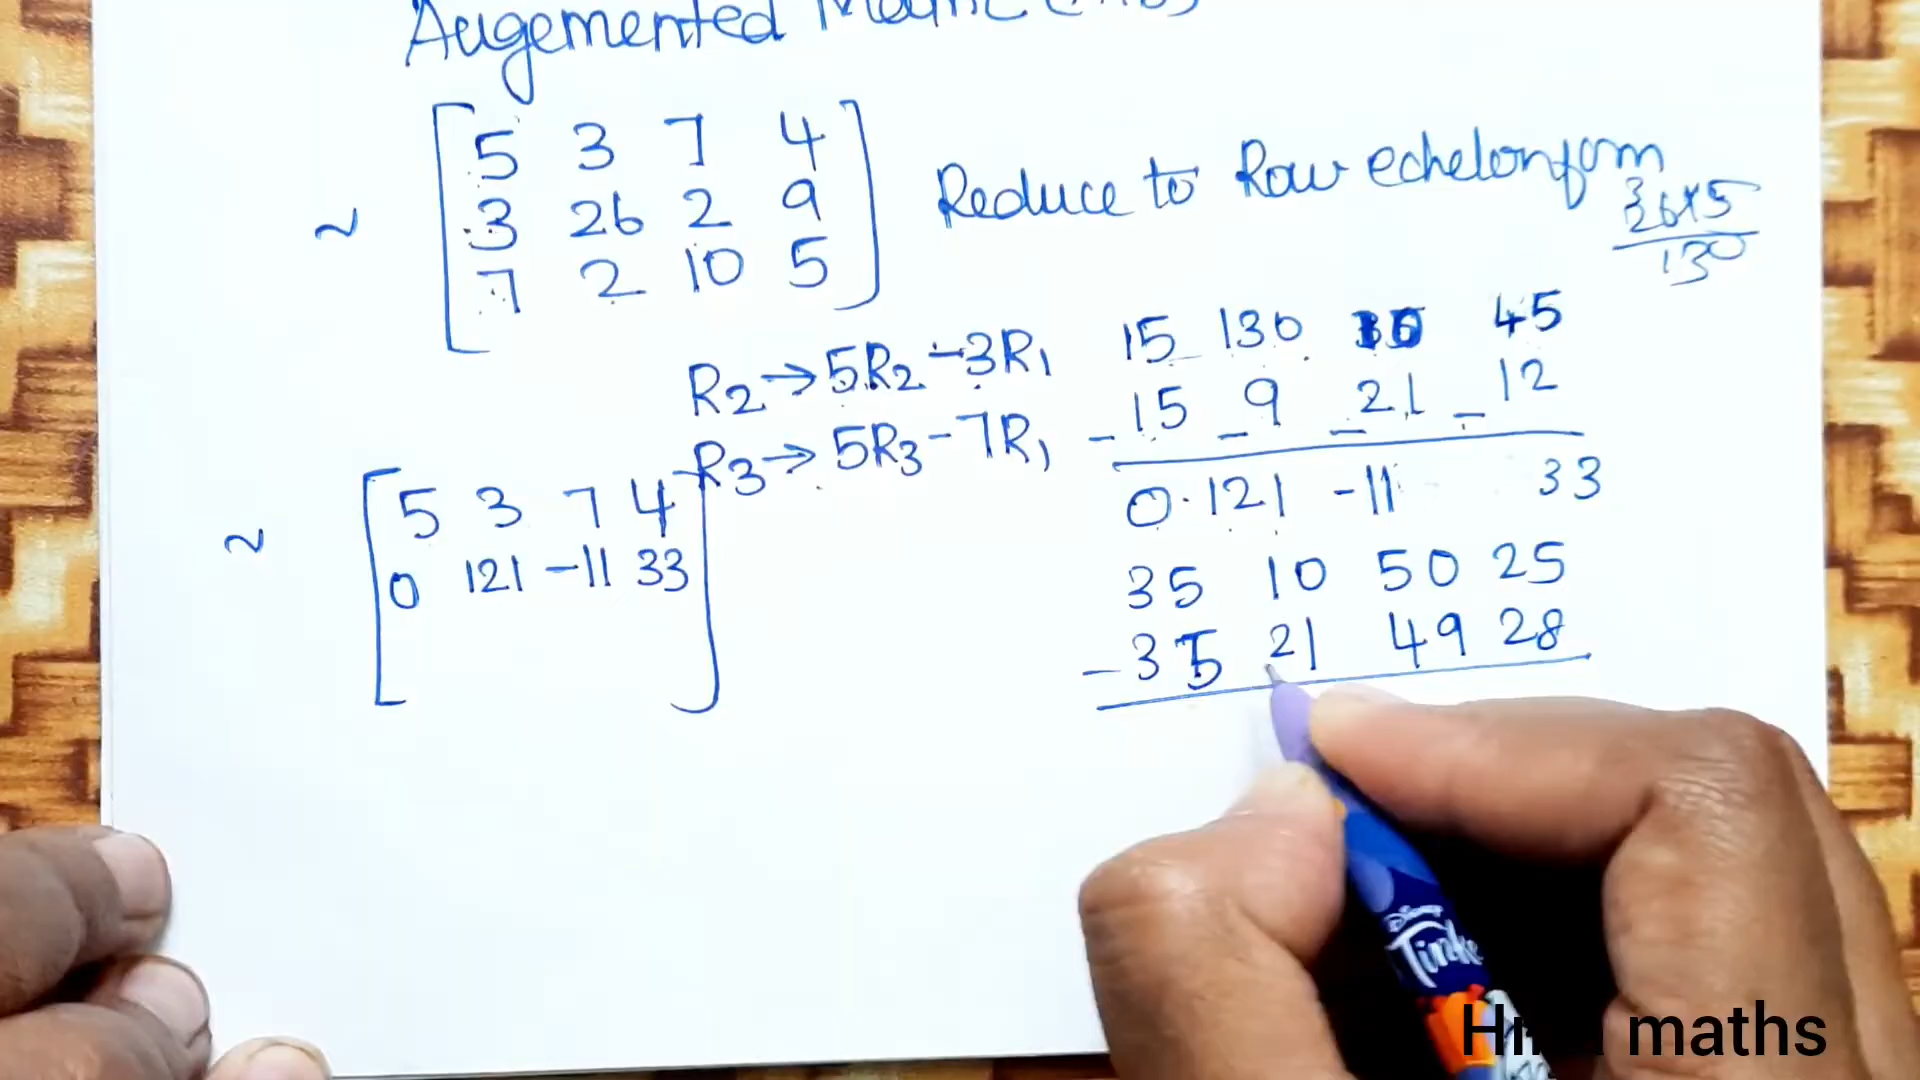 Augemented
5 3 7 4
3 26 2 9
7 2 10 5
~
Reduce to Row echelonform
26x5
130
R2→5R2-3R1
R3→5R3-7R1
15 130 10 45
-15 -9 -21 -12
0 121 -11 33
35 10 50 25
-35 21 49 28
~
5 3 7 4
0 121 -11 33
Disney
maths